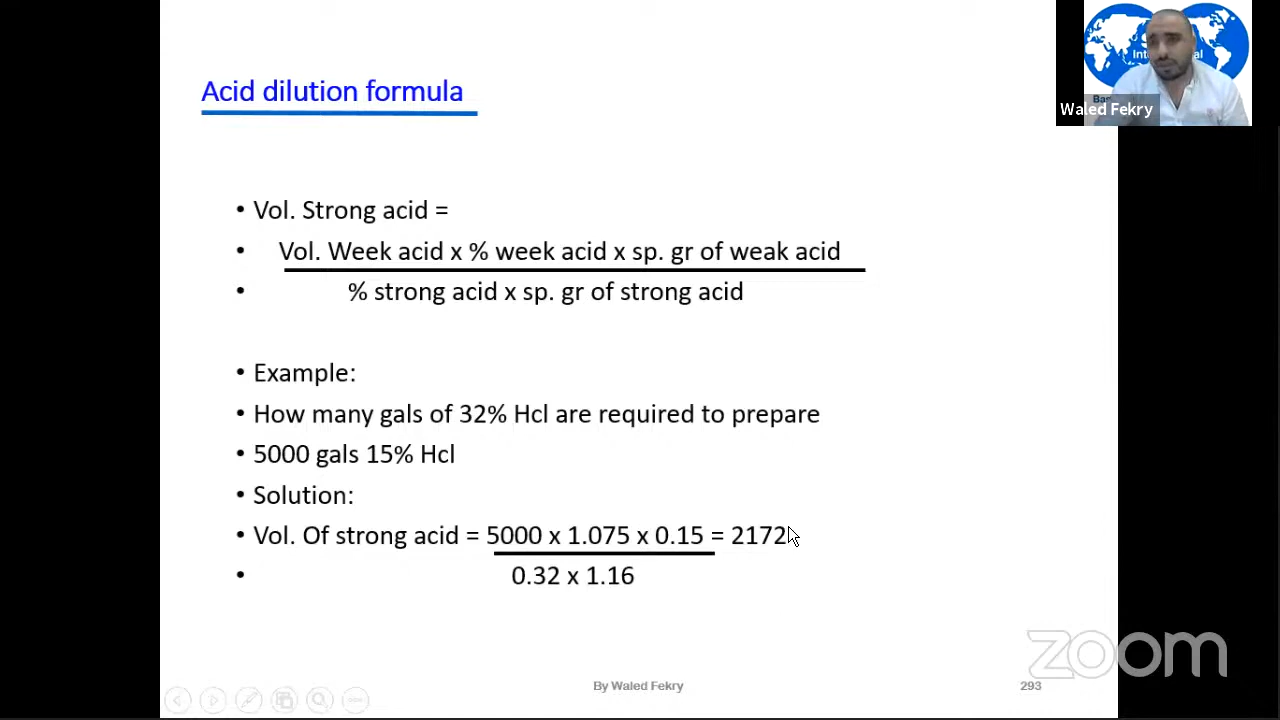 Acid dilution formula
Waled Fekry
• Vol. Strong acid =
• Vol. Week acid x % week acid x sp. gr of weak acid
• % strong acid x sp. gr of strong acid
• Example:
• How many gals of 32% Hcl are required to prepare
• 5000 gals 15% Hcl
• Solution:
• Vol. Of strong acid = 5000 x 1.075 x 0.15 = 2172
• 0.32 x 1.16
zoom
By Waled Fekry
293